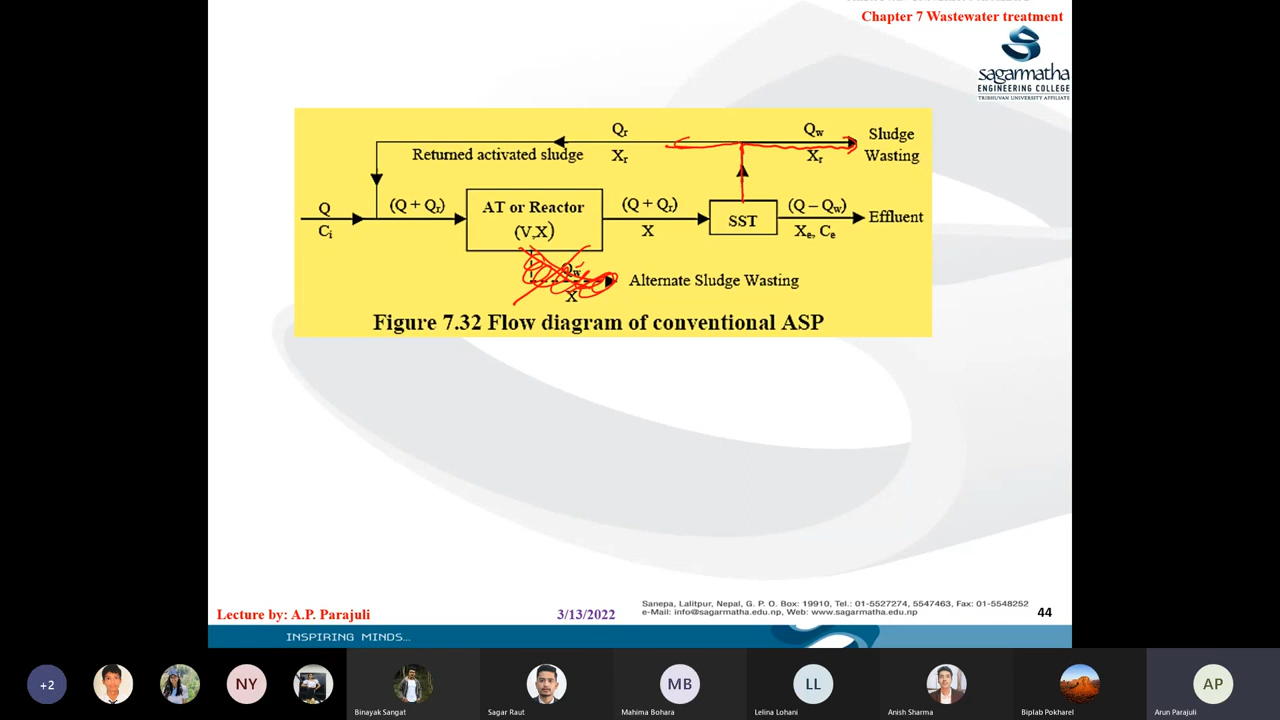 Chapter 7 Wastewater treatment
sagarmatha
ENGINEERING COLLEGE
TRIBHUVAN UNIVERSITY AFFILIATE
Qr Qw Sludge
Returned activated sludge Xr Xr Wasting
Q (Q + Qr) AT or Reactor (Q + Qr) SST (Q – Qw) Effluent
Ci (V,X) X Xe, Ce
Qw Alternate Sludge Wasting
X
Figure 7.32 Flow diagram of conventional ASP
Lecture by: A.P. Parajuli 3/13/2022
Sanepa, Lalitpur, Nepal, G. P. O. Box: 19910, Tel.: 01-5527274, 5547463, Fax: 01-5548252
e-Mail: info@sagarmatha.edu.np, Web: www.sagarmatha.edu.np
44
INSPIRING MINDS...
+2 NY MB LL AP
Binayak Sangat Sagar Raut Mahima Bohara Lelina Lohani Anish Sharma Biplab Pokharel Arun Parajuli